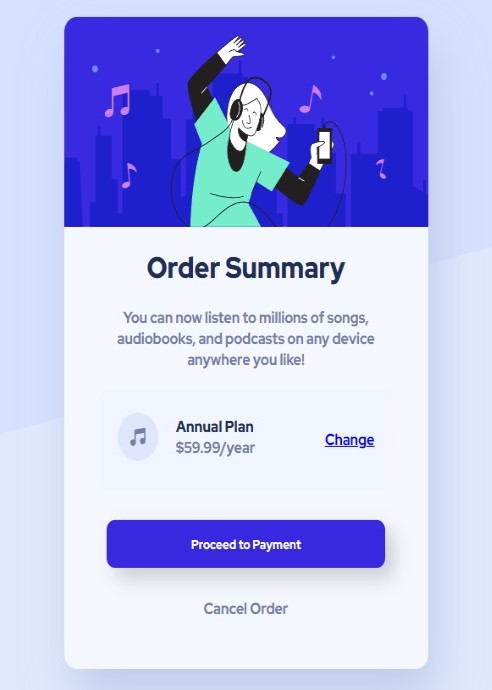 Order Summary
You can now listen to millions of songs,
audiobooks, and podcasts on any device
anywhere you like!
Annual Plan
$59.99/year
Change
Proceed to Payment
Cancel Order